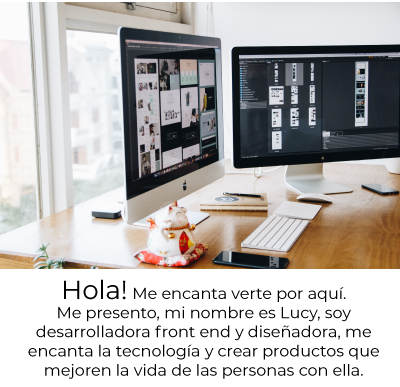 Hola! Me encanta verte por aquí.
Me presento, mi nombre es Lucy, soy
desarrolladora front end y diseñadora, me
encanta la tecnología y crear productos que
mejoren la vida de las personas con ella.